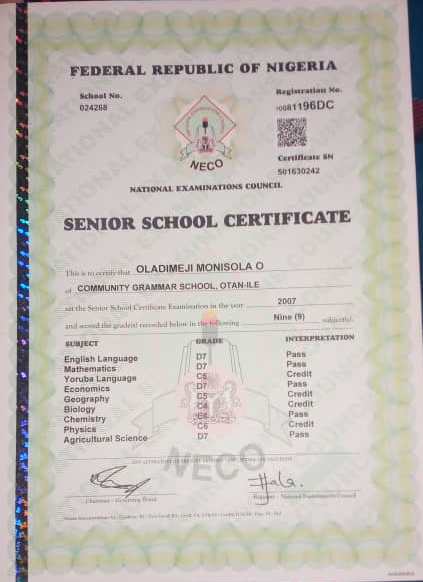 FEDERAL REPUBLIC OF NIGERIA
School No.
024268
Registration No.
1196DC
NECO
Certificate SN
501630242
NATIONAL EXAMINATIONS COUNCIL
SENIOR SCHOOL CERTIFICATE
This is to certify that OLADIMEJI MONISOLA O
of COMMUNITY GRAMMAR SCHOOL, OTAN-ILE
sat the Senior School Certificate Examination in the year 2007
and scored the grade(s) recorded below in the following Nine (9) subject(s).
SUBJECT GRADE INTERPRETATION
English Language D7 Pass
Mathematics D7 Pass
Yoruba Language C6 Credit
Economics D7 Pass
Geography C5 Credit
Biology Credit
Chemistry Pass
Physics C6 Credit
Agricultural Science D7 Pass
NECO
Chairman - Governing Board
Registrar - National Examinations Council